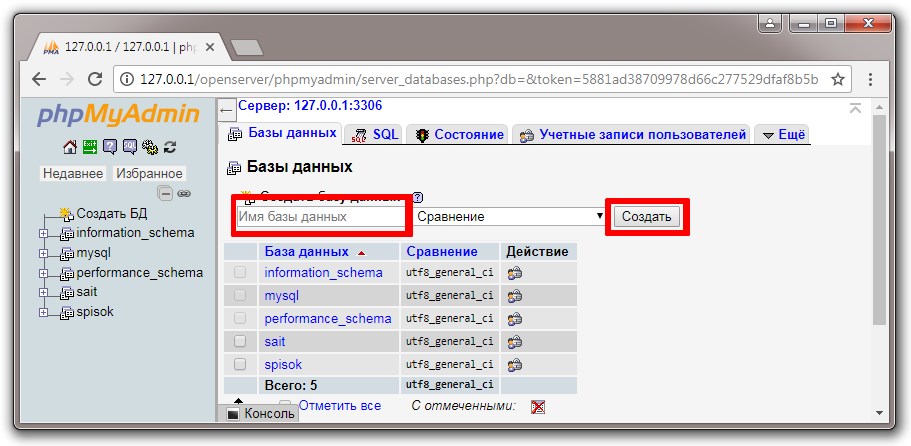 127.0.0.1 / 127.0.0.1 | php
127.0.0.1/openserver/phpmyadmin/server_databases.php?db=&token=5881ad38709978d66c277529dfaf8b5b
phpMyAdmin
Недавнее Избранное
Создать БД
information_schema
mysql
performance_schema
sait
spisok
Сервер: 127.0.0.1:3306
Базы данных SQL Состояние Учетные записи пользователей Ещё
Базы данных
Создать базу данных
Имя базы данных Сравнение Создать
База данных Сравнение Действие
information_schema utf8_general_ci
mysql utf8_general_ci
performance_schema utf8_general_ci
sait utf8_general_ci
spisok utf8_general_ci
Всего: 5 utf8_general_ci
Отметить все С отмеченными:
Консоль